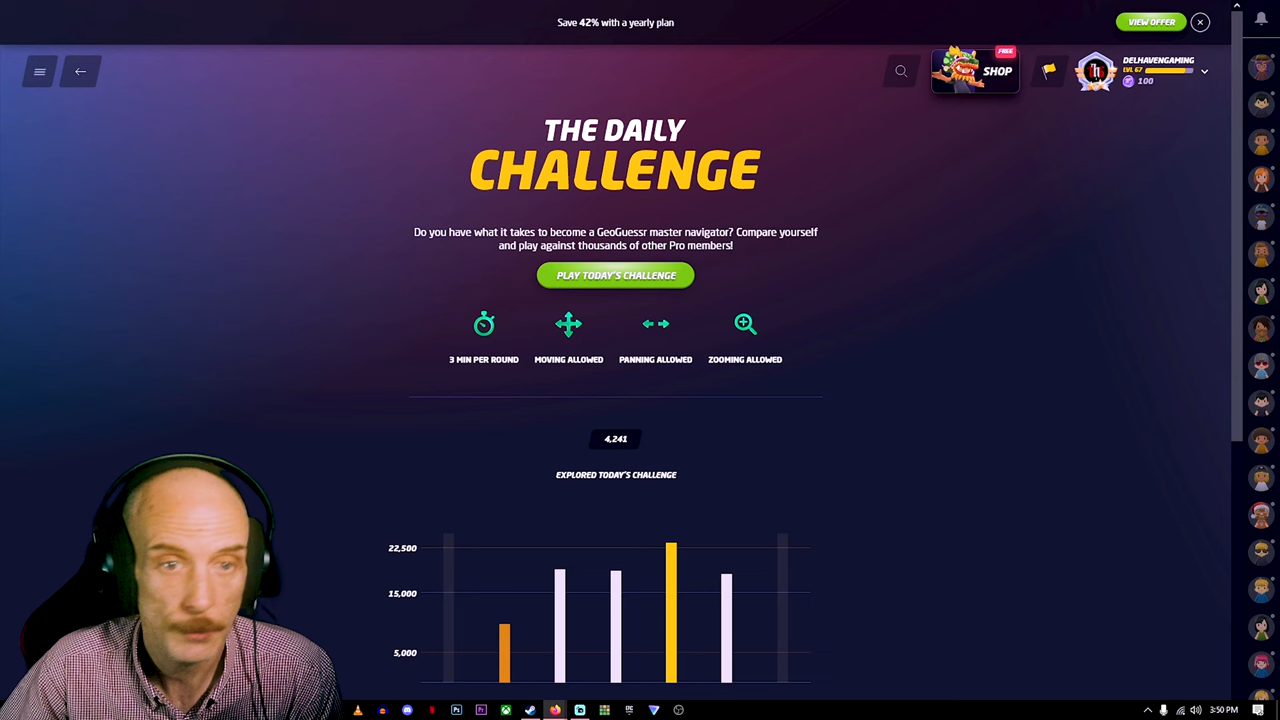 Save 42% with a yearly plan
VIEW OFFER
FREE
SHOP
DELHAVENGAMING
LVL 67
100
THE DAILY
CHALLENGE
Do you have what it takes to become a GeoGuessr master navigator? Compare yourself
and play against thousands of other Pro members!
PLAY TODAY'S CHALLENGE
3 MIN PER ROUND
MOVING ALLOWED
PANNING ALLOWED
ZOOMING ALLOWED
4,241
EXPLORED TODAY'S CHALLENGE
22,500
15,000
5,000
3:50 PM